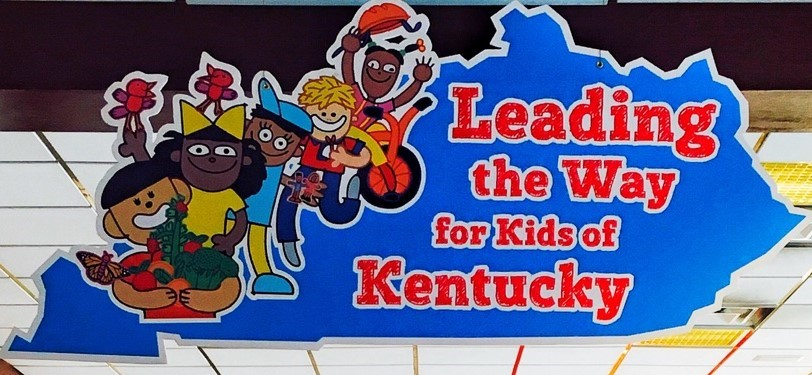 Leading
the Way
for Kids of
Kentucky